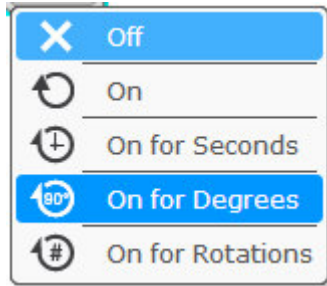 Off
On
On for Seconds
90° On for Degrees
# On for Rotations